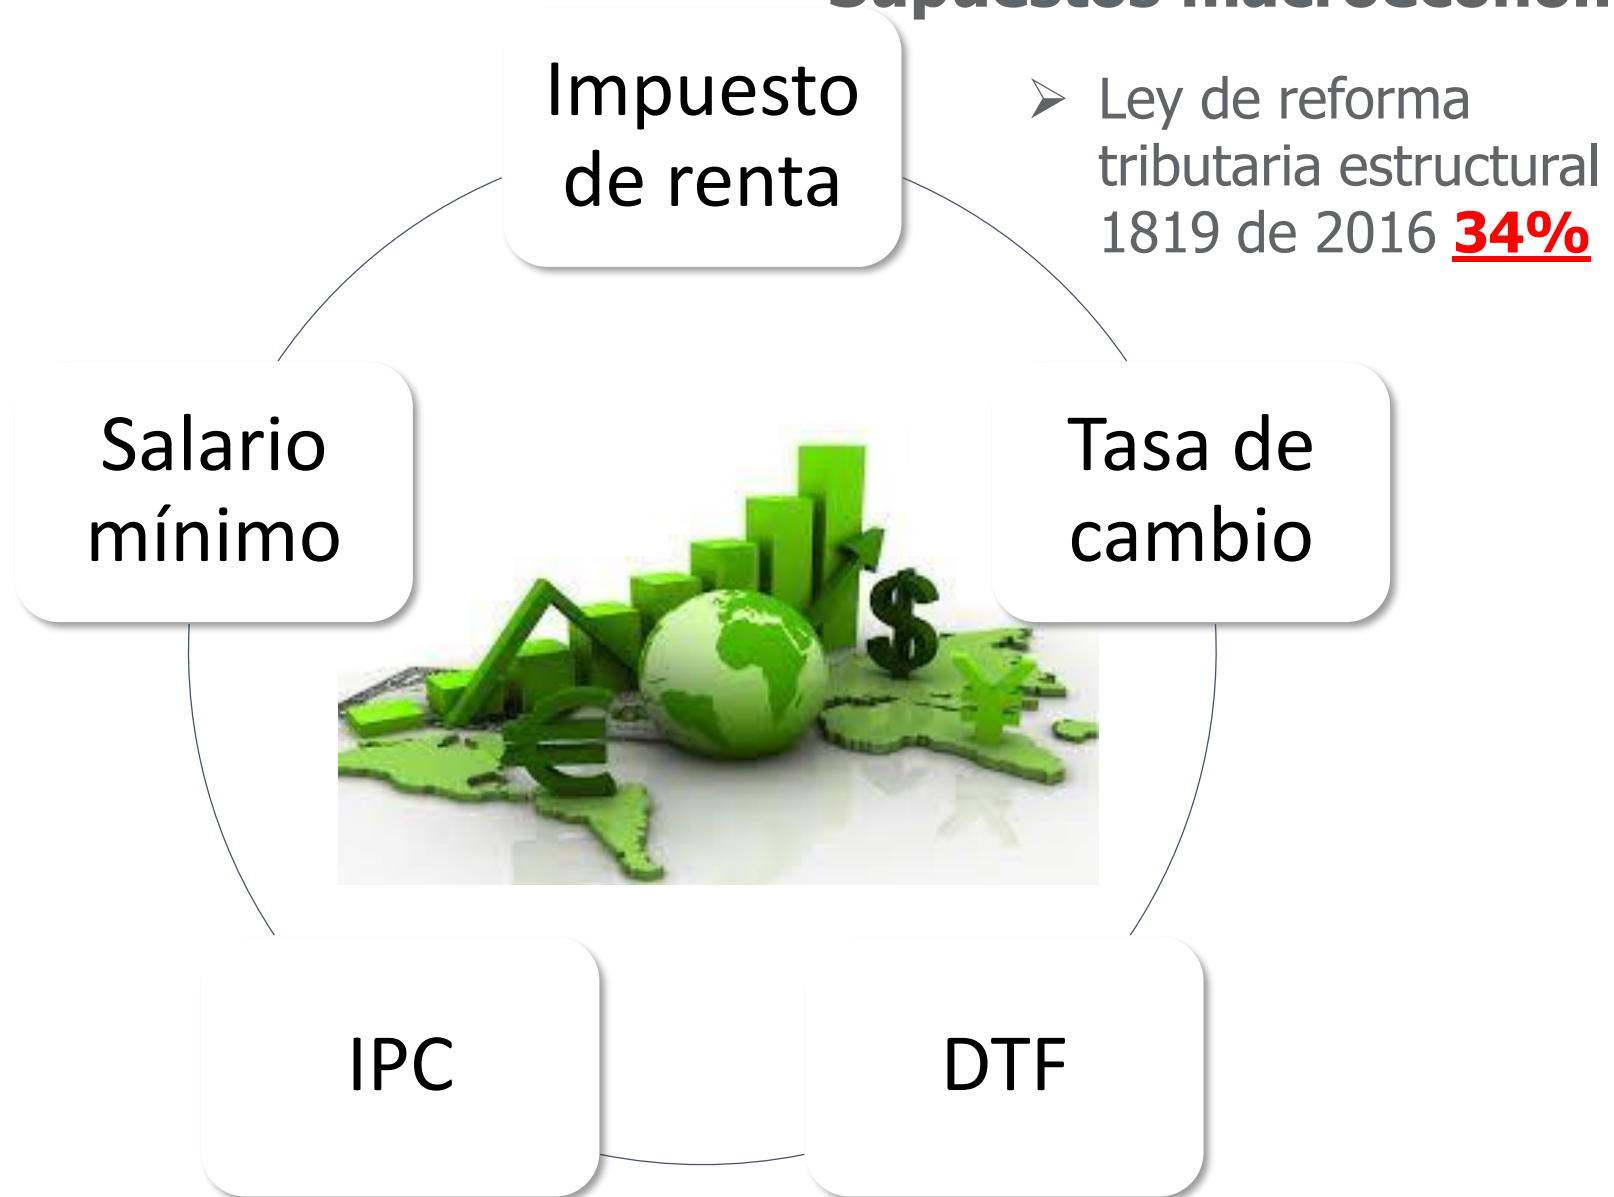 Impuesto
de renta
➢ Ley de reforma
tributaria estructural
1819 de 2016 34%
Salario
mínimo
Tasa de
cambio
IPC
DTF